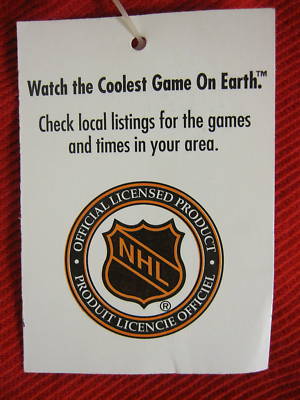 Watch the Coolest Game On Earth.™
Check local listings for the games
and times in your area.
OFFICIAL LICENSED PRODUCT
NHL
®
PRODUIT LICENCIE OFFICIEL